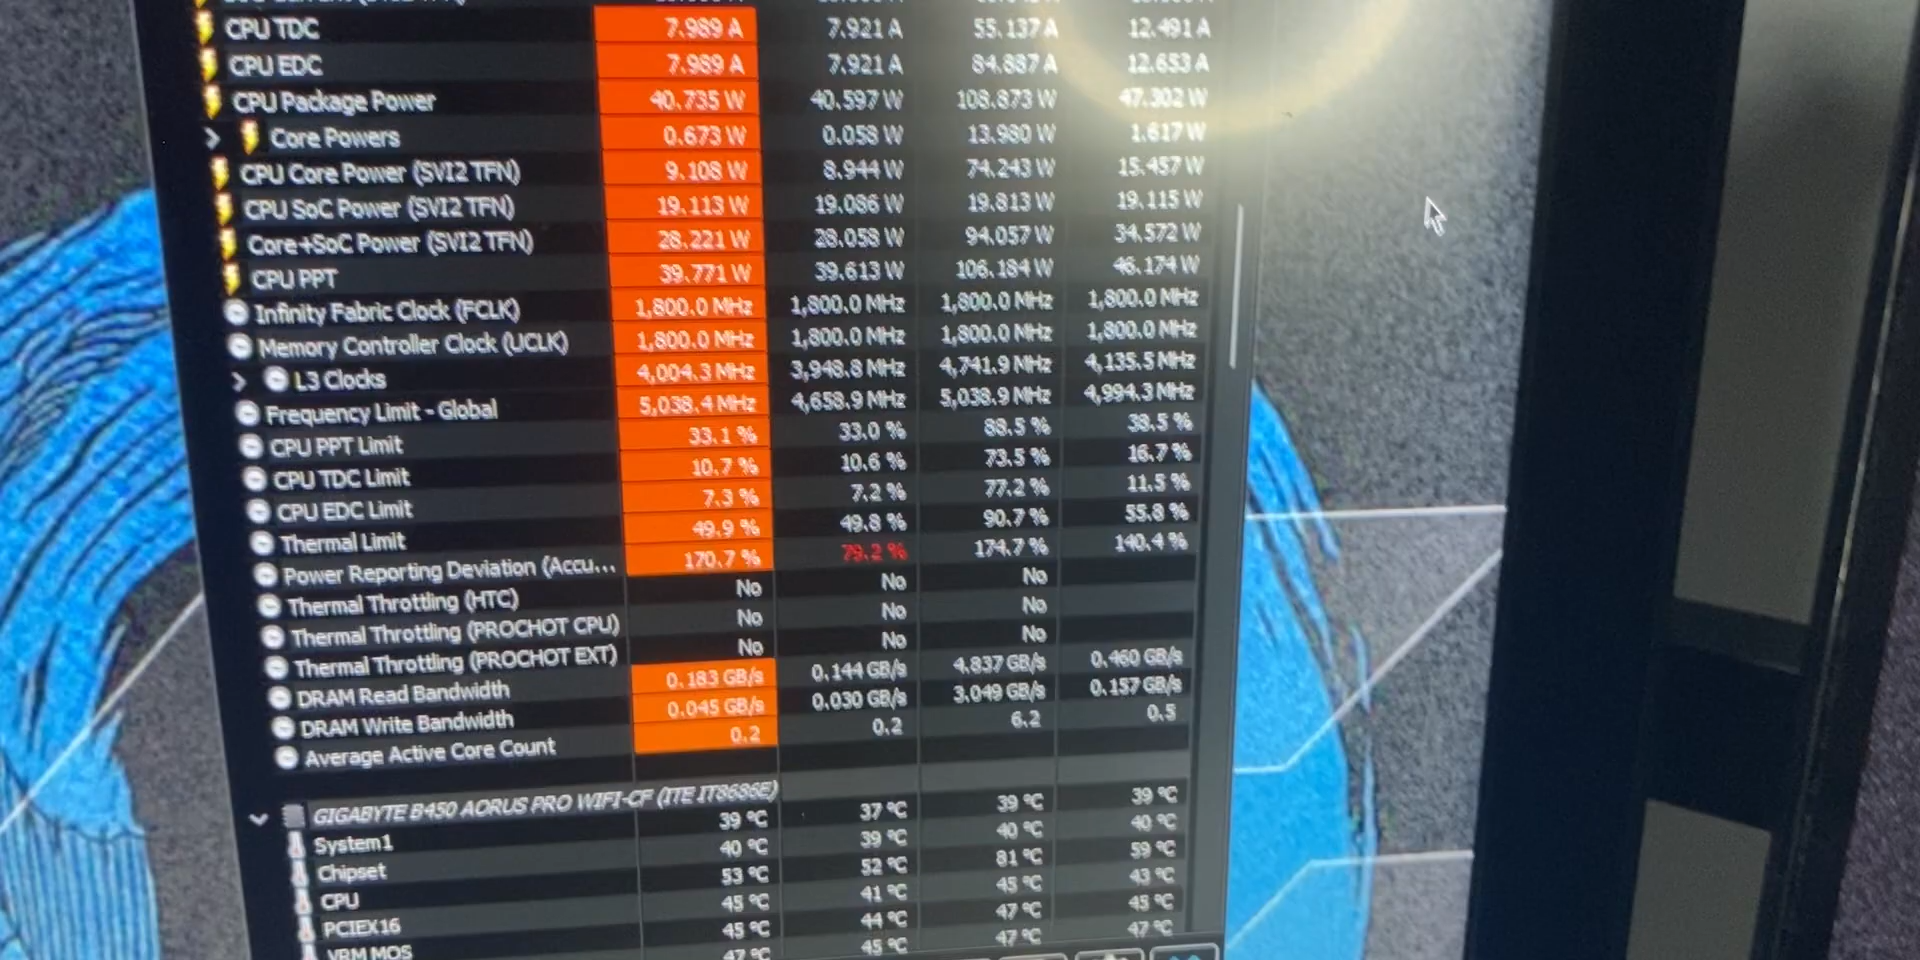 CPU TDC 7.989 A 7.921 A 55.137 A 12.491 A
CPU EDC 7.989 A 7.921 A 84.887 A 12.653 A
CPU Package Power 40.735 W 40.597 W 108.873 W 47.302 W
Core Powers 0.673 W 0.058 W 13.980 W 1.617 W
CPU Core Power (SVI2 TFN) 9.108 W 8.944 W 74.243 W 15.457 W
CPU SoC Power (SVI2 TFN) 19.113 W 19.086 W 19.813 W 19.115 W
Core+SoC Power (SVI2 TFN) 28.221 W 28.058 W 94.057 W 34.572 W
CPU PPT 39.771 W 39.613 W 106.184 W 46.174 W
Infinity Fabric Clock (FCLK) 1,800.0 MHz 1,800.0 MHz 1,800.0 MHz 1,800.0 MHz
Memory Controller Clock (UCLK) 1,800.0 MHz 1,800.0 MHz 1,800.0 MHz 1,800.0 MHz
L3 Clocks 4,004.3 MHz 3,948.8 MHz 4,741.9 MHz 4,135.5 MHz
Frequency Limit - Global 5,038.4 MHz 4,658.9 MHz 5,038.9 MHz 4,994.3 MHz
CPU PPT Limit 33.1 % 33.0 % 88.5 % 38.5 %
CPU TDC Limit 10.7 % 10.6 % 73.5 % 16.7 %
CPU EDC Limit 7.3 % 7.2 % 77.2 % 11.5 %
Thermal Limit 49.9 % 49.8 % 90.7 % 55.8 %
Power Reporting Deviation (Accu... 170.7 % 79.2 % 174.7 % 140.4 %
Thermal Throttling (HTC) No No No
Thermal Throttling (PROCHOT CPU) No No No
Thermal Throttling (PROCHOT EXT) No No No
DRAM Read Bandwidth 0.183 GB/s 0.144 GB/s 4.837 GB/s 0.460 GB/s
DRAM Write Bandwidth 0.045 GB/s 0.030 GB/s 3.049 GB/s 0.157 GB/s
Average Active Core Count 0.2 0.2 6.2 0.5
GIGABYTE B450 AORUS PRO WIFI-CF (ITE IT8686E)
System1 39 °C 37 °C 39 °C 39 °C
Chipset 40 °C 39 °C 40 °C 40 °C
CPU 53 °C 52 °C 81 °C 59 °C
PCIEX16 45 °C 41 °C 45 °C 43 °C
VRM MOS 45 °C 44 °C 47 °C 45 °C
47 °C 45 °C 47 °C 47 °C